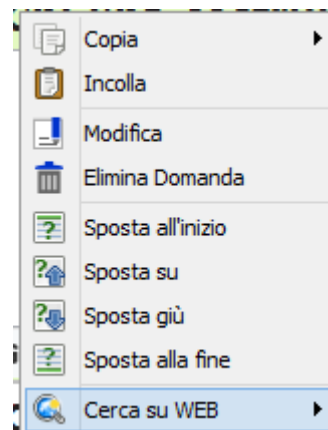 Copia
Incolla
Modifica
Elimina Domanda
Sposta all'inizio
Sposta su
Sposta giù
Sposta alla fine
Cerca su WEB